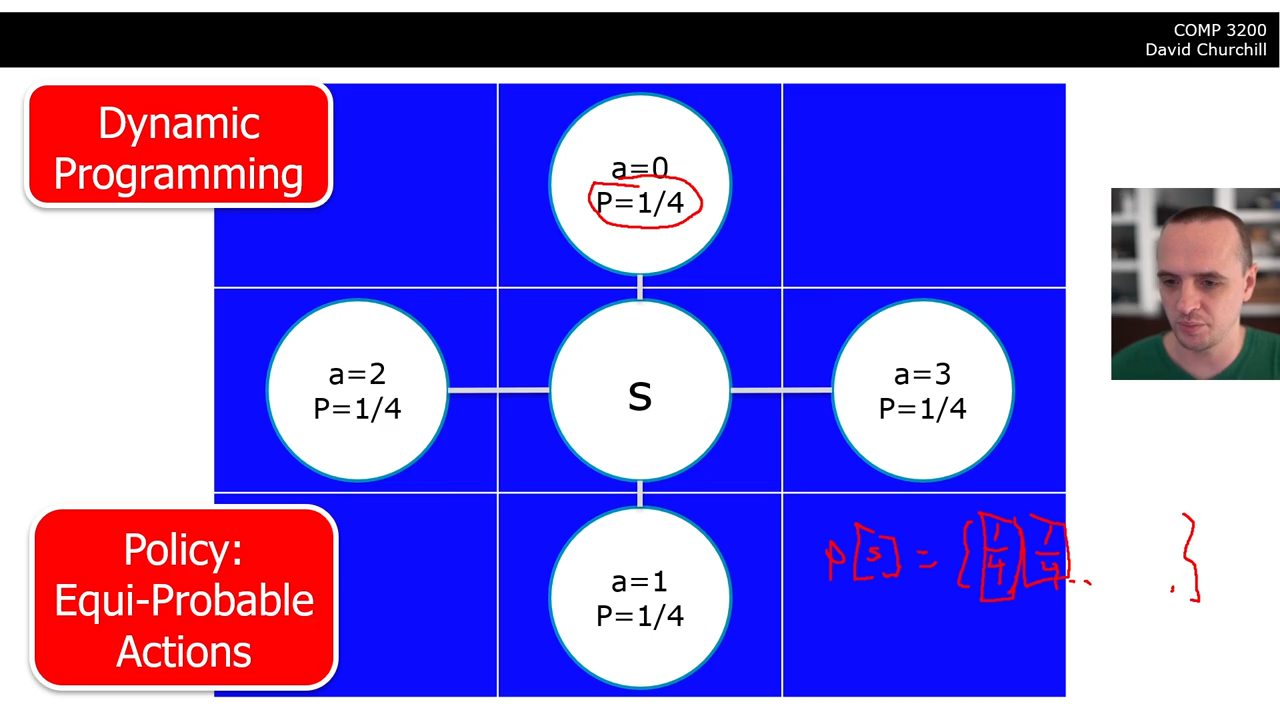 COMP 3200
David Churchill
Dynamic
Programming
a=0
P=1/4
a=2
P=1/4
s
a=3
P=1/4
a=1
P=1/4
Policy:
Equi-Probable
Actions
p[s] = {1/4 1/4 .. . }